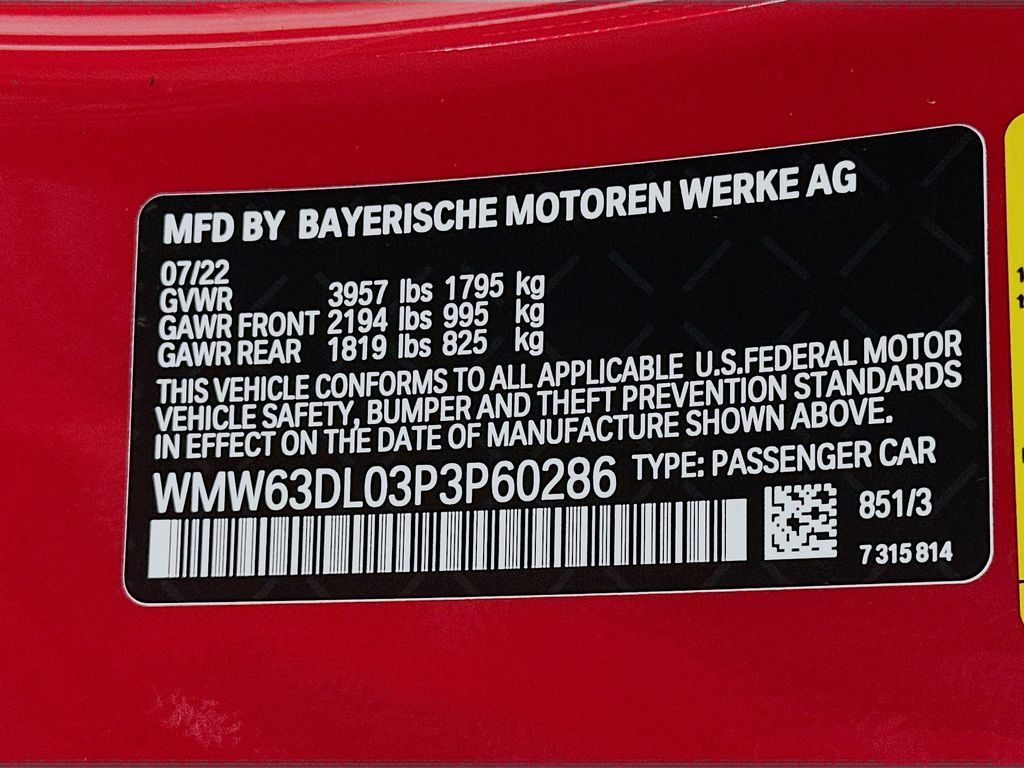 MFD BY BAYERISCHE MOTOREN WERKE AG
07/22
GVWR 3957 lbs 1795 kg
GAWR FRONT 2194 lbs 995 kg
GAWR REAR 1819 lbs 825 kg
THIS VEHICLE CONFORMS TO ALL APPLICABLE U.S.FEDERAL MOTOR
VEHICLE SAFETY, BUMPER AND THEFT PREVENTION STANDARDS
IN EFFECT ON THE DATE OF MANUFACTURE SHOWN ABOVE.
WMW63DL03P3P60286 TYPE: PASSENGER CAR
851/3
7 315 814